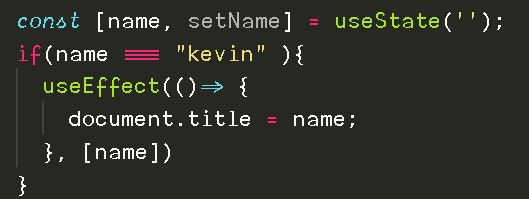 const [name, setName] = useState('');
if(name === "kevin" ){
useEffect(()=> {
document.title = name;
}, [name])
}